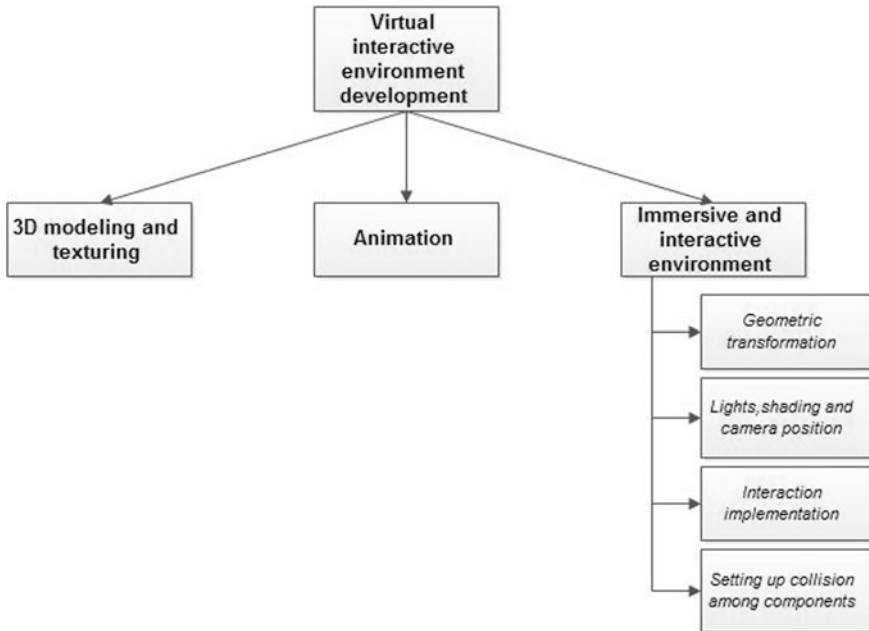 Virtual
interactive
environment
development
3D modeling and
texturing
Animation
Immersive and
interactive
environment
Geometric
transformation
Lights,shading and
camera position
Interaction
implementation
Setting up collision
among components